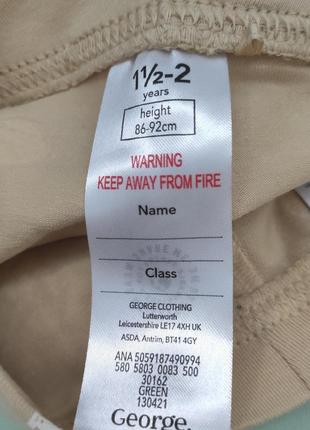 1½-2
years
height
86-92cm
WARNING
KEEP AWAY FROM FIRE
Name
Class
GEORGE CLOTHING
Lutterworth
Leicestershire LE17 4XH UK
ASDA, Antrim, BT41 4GY
ANA 5059187490994
580 5803 0083 500
30162
GREEN
130421
George.